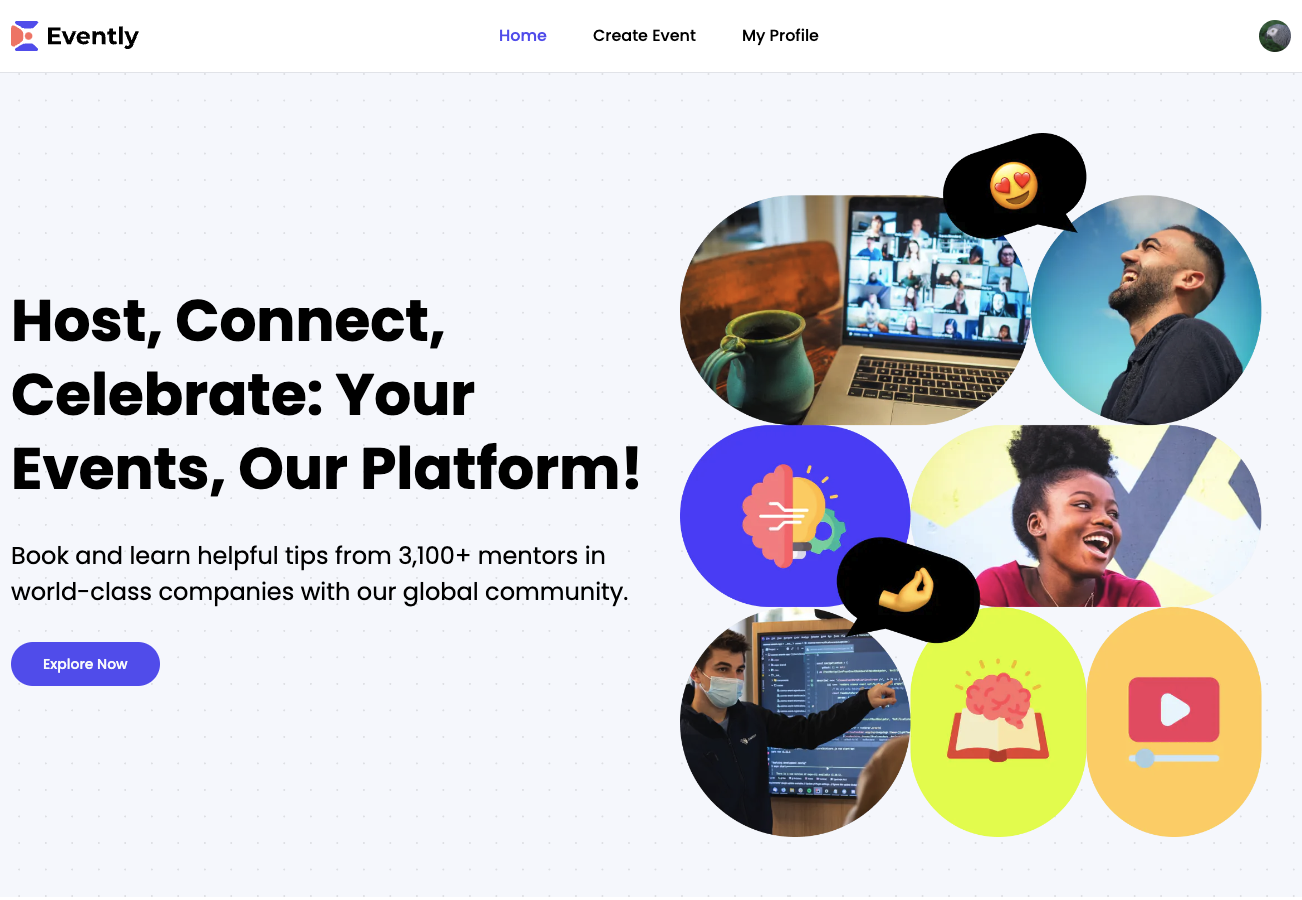 Evently
Home
Create Event
My Profile
Host, Connect,
Celebrate: Your
Events, Our Platform!
Book and learn helpful tips from 3,100+ mentors in
world-class companies with our global community.
Explore Now